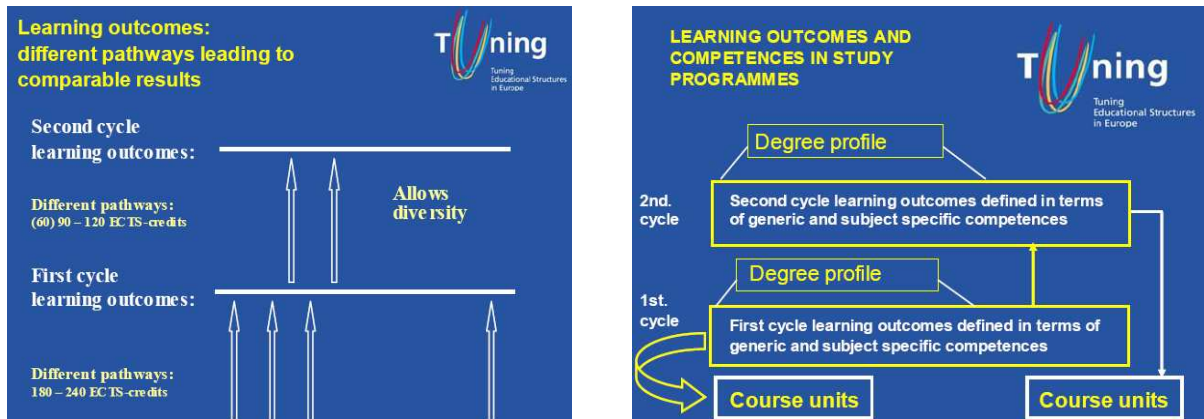 Learning outcomes:
different pathways leading to
comparable results
TUning
Tuning
Educational Structures
in Europe
Second cycle
learning outcomes:
Allows
diversity
Different pathways:
(60) 90 – 120 ECTS-credits
First cycle
learning outcomes:
Different pathways:
180 – 240 ECTS-credits
LEARNING OUTCOMES AND
COMPETENCES IN STUDY
PROGRAMMES
TUning
Tuning
Educational Structures
in Europe
Degree profile
2nd.
cycle
Second cycle learning outcomes defined in terms
of generic and subject specific competences
Degree profile
1st.
cycle
First cycle learning outcomes defined in terms of
generic and subject specific competences
Course units
Course units